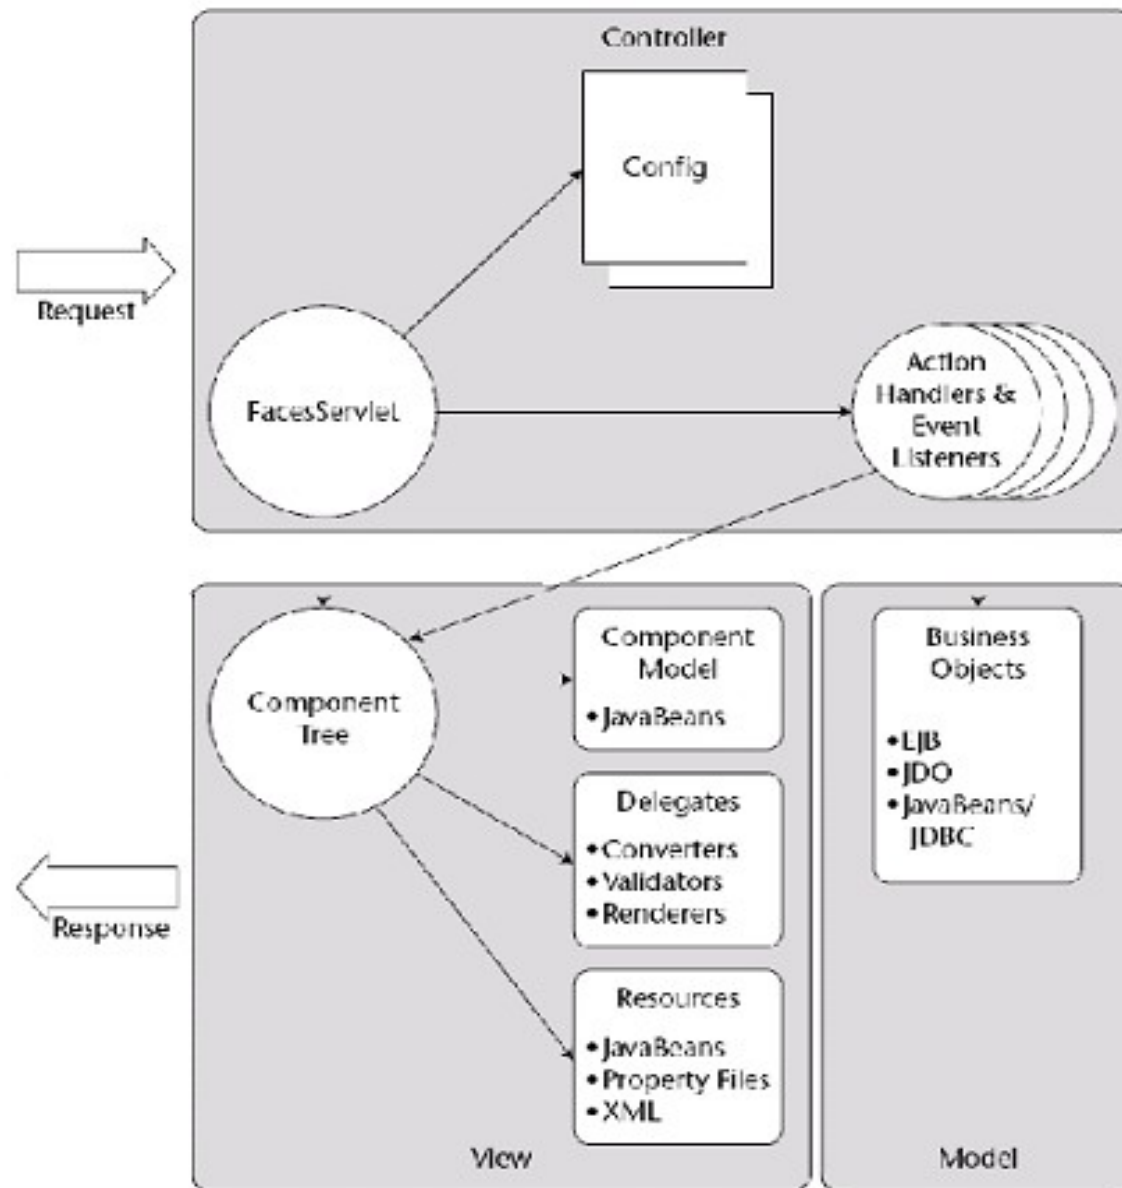 Controller
Config
Request
FacesServlet
Action
Handlers &
Event
Listeners
Component
Tree
Component
Model
• JavaBeans
Delegates
• Converters
• Validators
• Renderers
Resources
• JavaBeans
• Property Files
• XML
View
Business
Objects
• EJB
• JDO
• JavaBeans/
JDBC
Model
Response